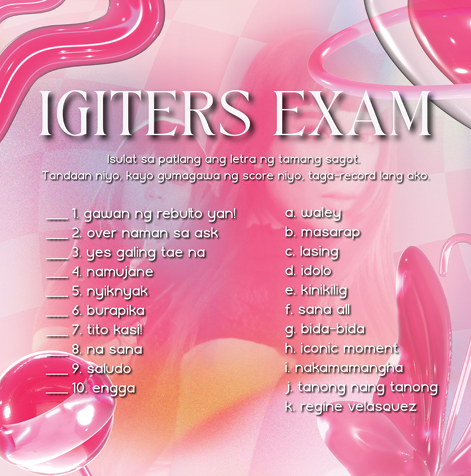 IGITERS EXAM
Isulat sa patlang ang letra ng tamang sagot.
Tandaan niyo, kayo gumagawa ng score niyo, taga-record lang ako.
___ 1. gawan ng rebulto yan!
___ 2. over naman sa ask
___ 3. yes galing tae na
___ 4. namujane
___ 5. nyiknyak
___ 6. burapika
___ 7. tito kasi!
___ 8. na sana
___ 9. saludo
___ 10. engga
a. waley
b. masarap
c. lasing
d. idolo
e. kinikilig
f. sana all
g. bida-bida
h. iconic moment
i. nakamamangha
j. tanong nang tanong
k. regine velasquez